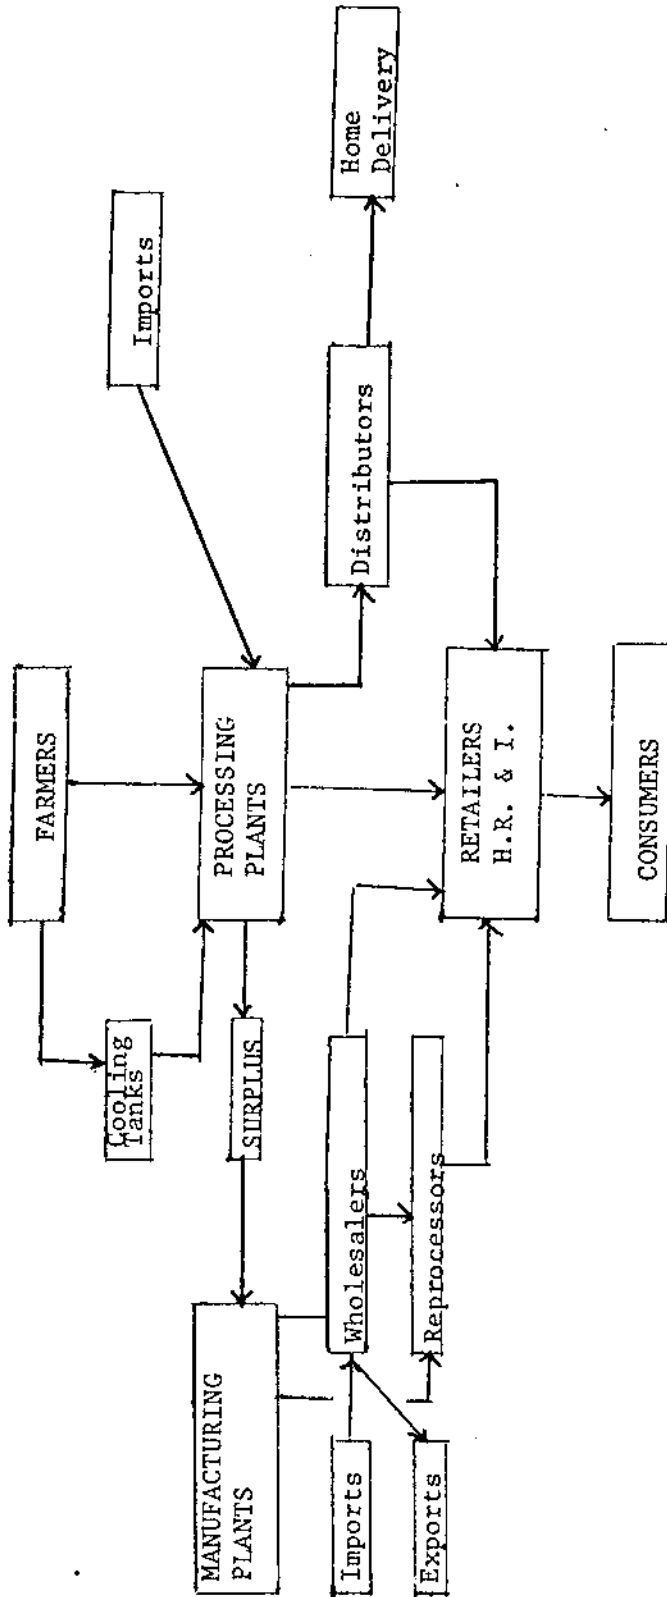 FARMERS
Imports
Cooling
Tanks
PROCESSING
PLANTS
Home
Delivery
MANUFACTURING
PLANTS
SURPLUS
Distributors
Imports
Wholesalers
Exports
Reprocessors
RETAILERS
H.R. & I.
CONSUMERS